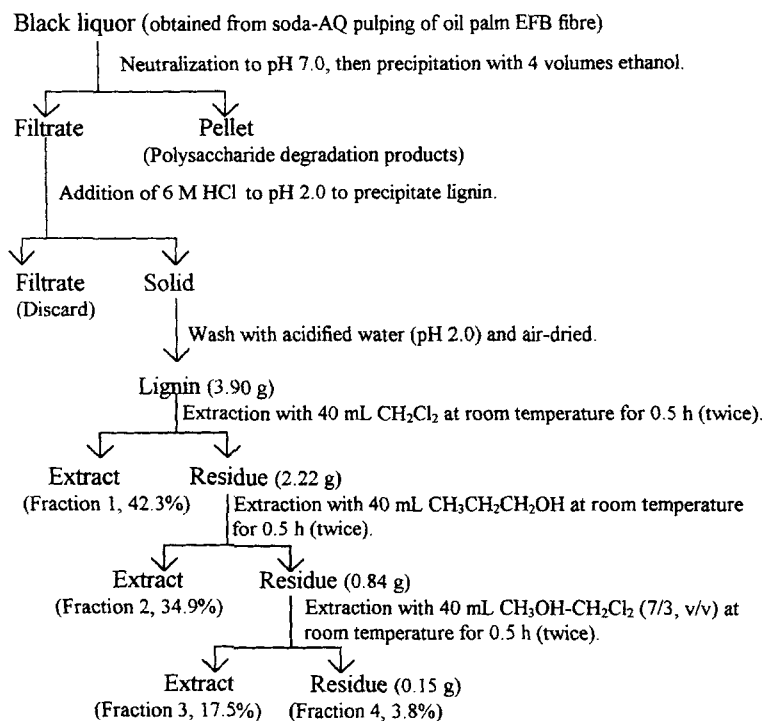 Black liquor (obtained from soda-AQ pulping of oil palm EFB fibre)
Neutralization to pH 7.0, then precipitation with 4 volumes ethanol.
Filtrate Pellet
(Polysaccharide degradation products)
Addition of 6 M HCl to pH 2.0 to precipitate lignin.
Filtrate Solid
(Discard)
Wash with acidified water (pH 2.0) and air-dried.
Lignin (3.90 g)
Extraction with 40 mL CH₂Cl₂ at room temperature for 0.5 h (twice).
Extract Residue (2.22 g)
(Fraction 1, 42.3%) Extraction with 40 mL CH₃CH₂CH₂OH at room temperature
for 0.5 h (twice).
Extract Residue (0.84 g)
(Fraction 2, 34.9%) Extraction with 40 mL CH₃OH-CH₂Cl₂ (7/3, v/v) at
room temperature for 0.5 h (twice).
Extract Residue (0.15 g)
(Fraction 3, 17.5%) (Fraction 4, 3.8%)